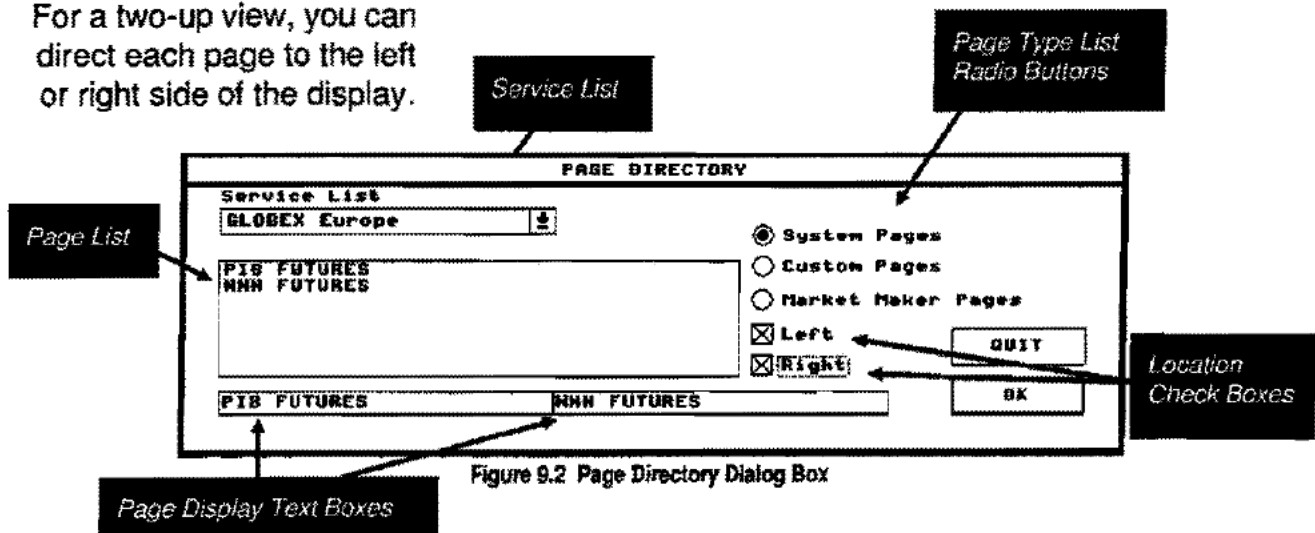 For a two-up view, you can
direct each page to the left
or right side of the display.
Service List
Page Type List
Radio Buttons
PAGE DIRECTORY
Service List
GLOBEX Europe
Page List
System Pages
Custom Pages
Market Maker Pages
PIB FUTURES
WWW FUTURES
Left
Right
QUIT
OK
Location
Check Boxes
PIB FUTURES
WWW FUTURES
Figure 9.2 Page Directory Dialog Box
Page Display Text Boxes